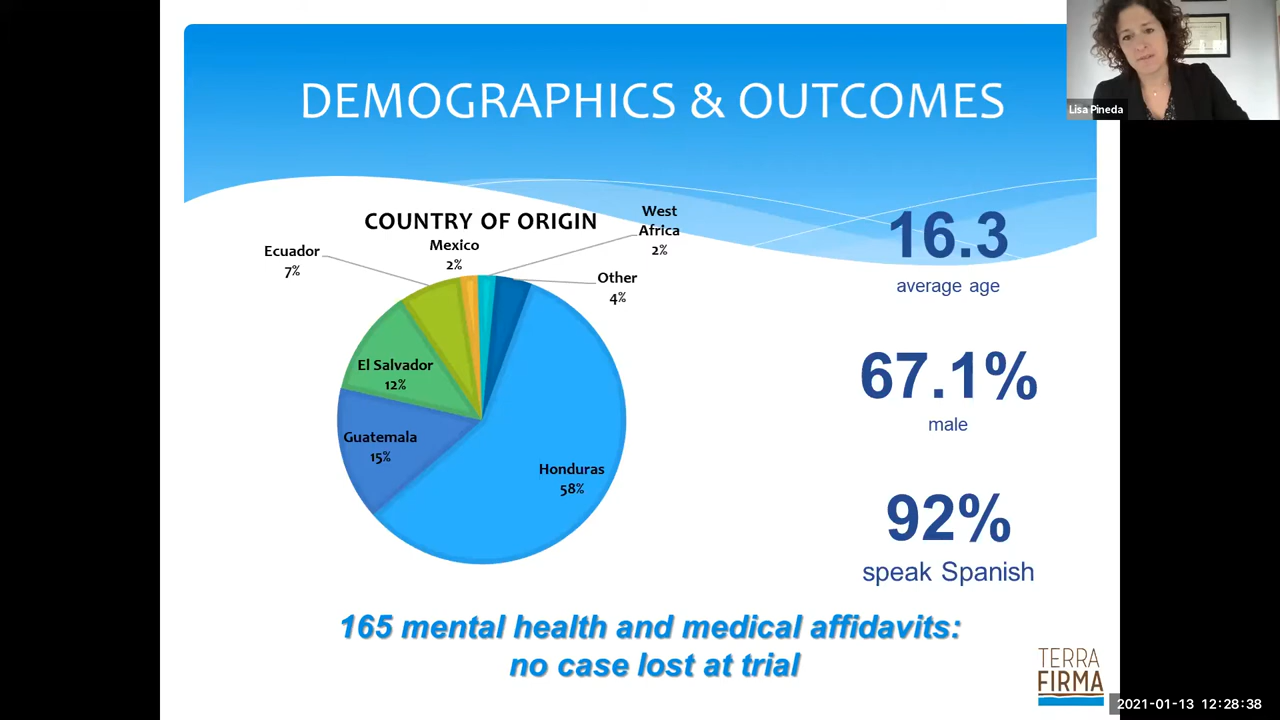 DEMOGRAPHICS & OUTCOMES
Lisa Pineda
COUNTRY OF ORIGIN
West
Africa
2%
Ecuador
7%
Mexico
2%
Other
4%
El Salvador
12%
Guatemala
15%
Honduras
58%
16.3
average age
67.1%
male
92%
speak Spanish
165 mental health and medical affidavits:
no case lost at trial
TERRA
FIRMA
2021-01-13 12:28:38